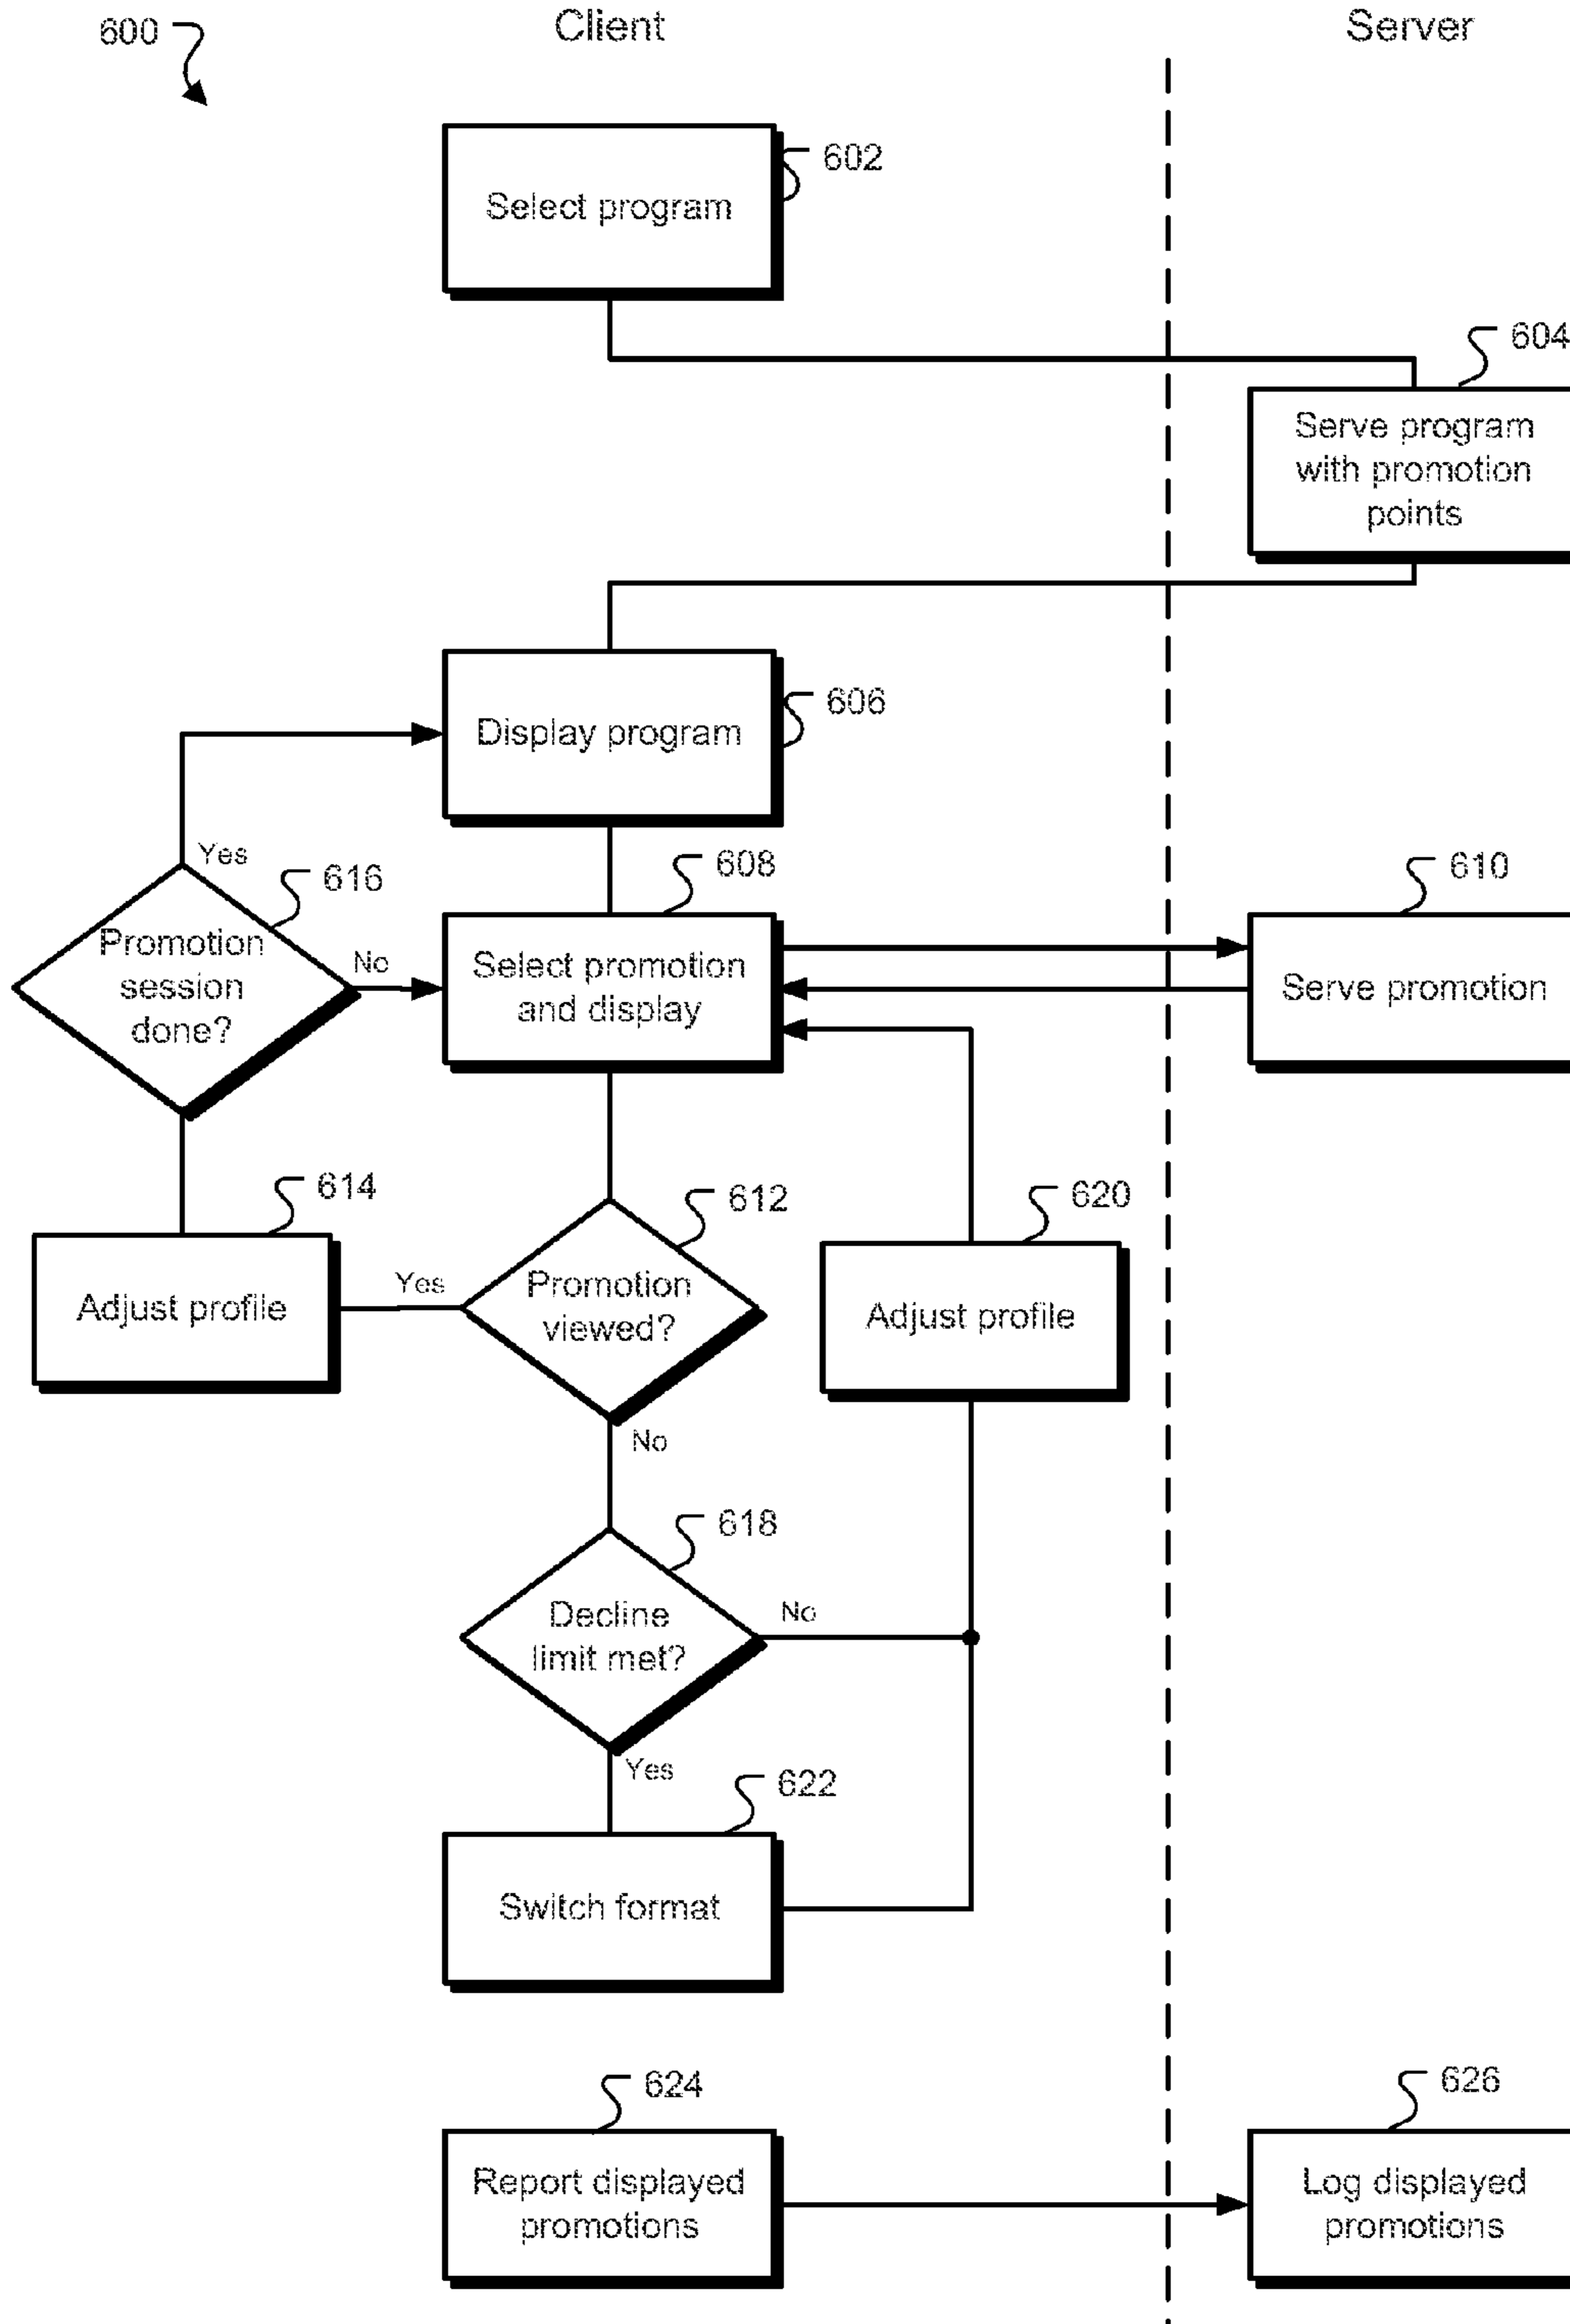 600
Client
Server
602
Select program
604
Serve program
with promotion
points
606
Display program
Yes
616
Promotion
session
done?
No
608
Select promotion
and display
610
Serve promotion
614
Adjust profile
Yes
612
Promotion
viewed?
No
620
Adjust profile
618
Decline
limit met?
No
Yes
622
Switch format
624
Report displayed
promotions
626
Log displayed
promotions